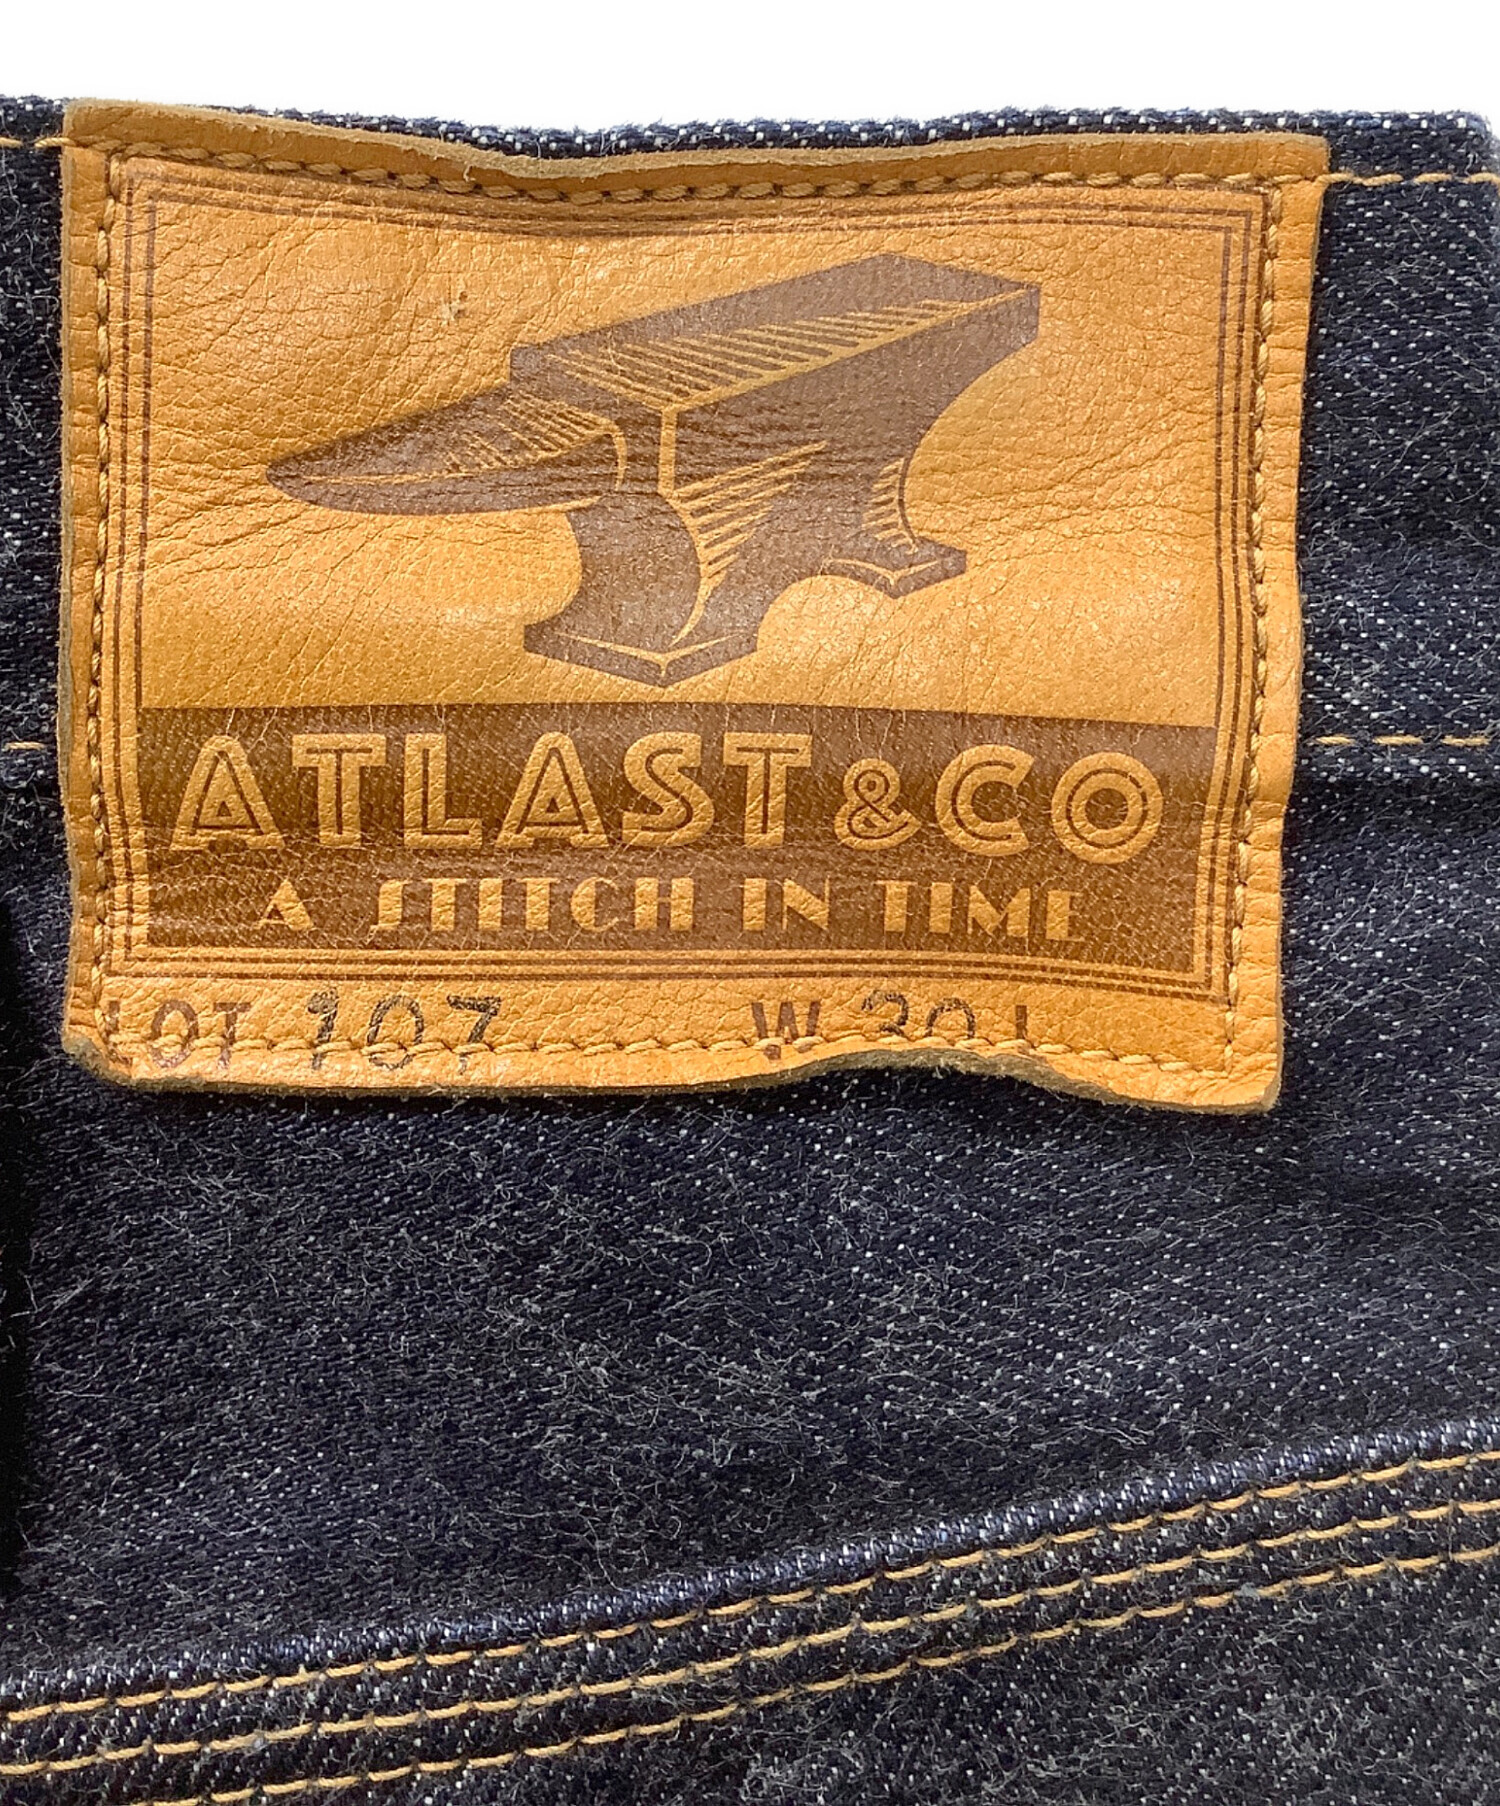 ATLAST & CO
A STITCH IN TIME
LOT 107 W 30 L